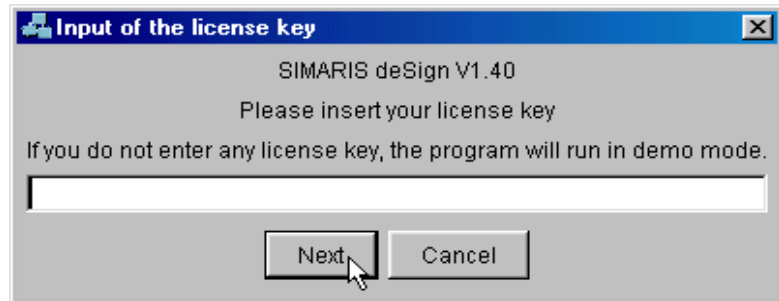 Input of the license key
SIMARIS deSign V1.40
Please insert your license key
If you do not enter any license key, the program will run in demo mode.
Next
Cancel